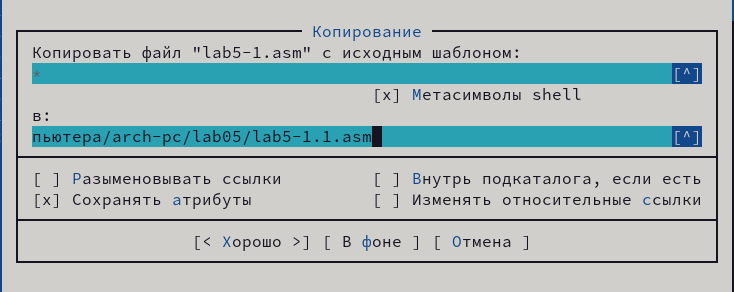 Копирование
Копировать файл "lab5-1.asm" с исходным шаблоном:
* [^]
[x] Метасимволы shell
в:
пьютера/arch-pc/lab05/lab5-1.1.asm [^]
[ ] Разыменовывать ссылки [ ] Внутрь подкаталога, если есть
[x] Сохранять атрибуты [ ] Изменять относительные ссылки
[< Хорошо >] [ В фоне ] [ Отмена ]